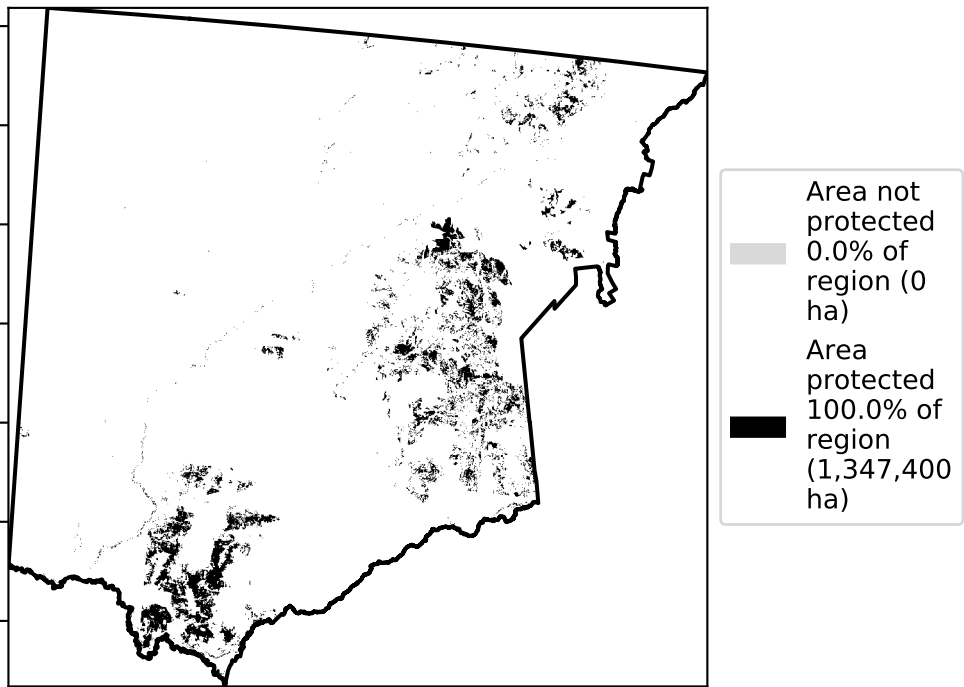 Area not
protected
0.0% of
region (0
ha)
Area
protected
100.0% of
region
(1,347,400
ha)